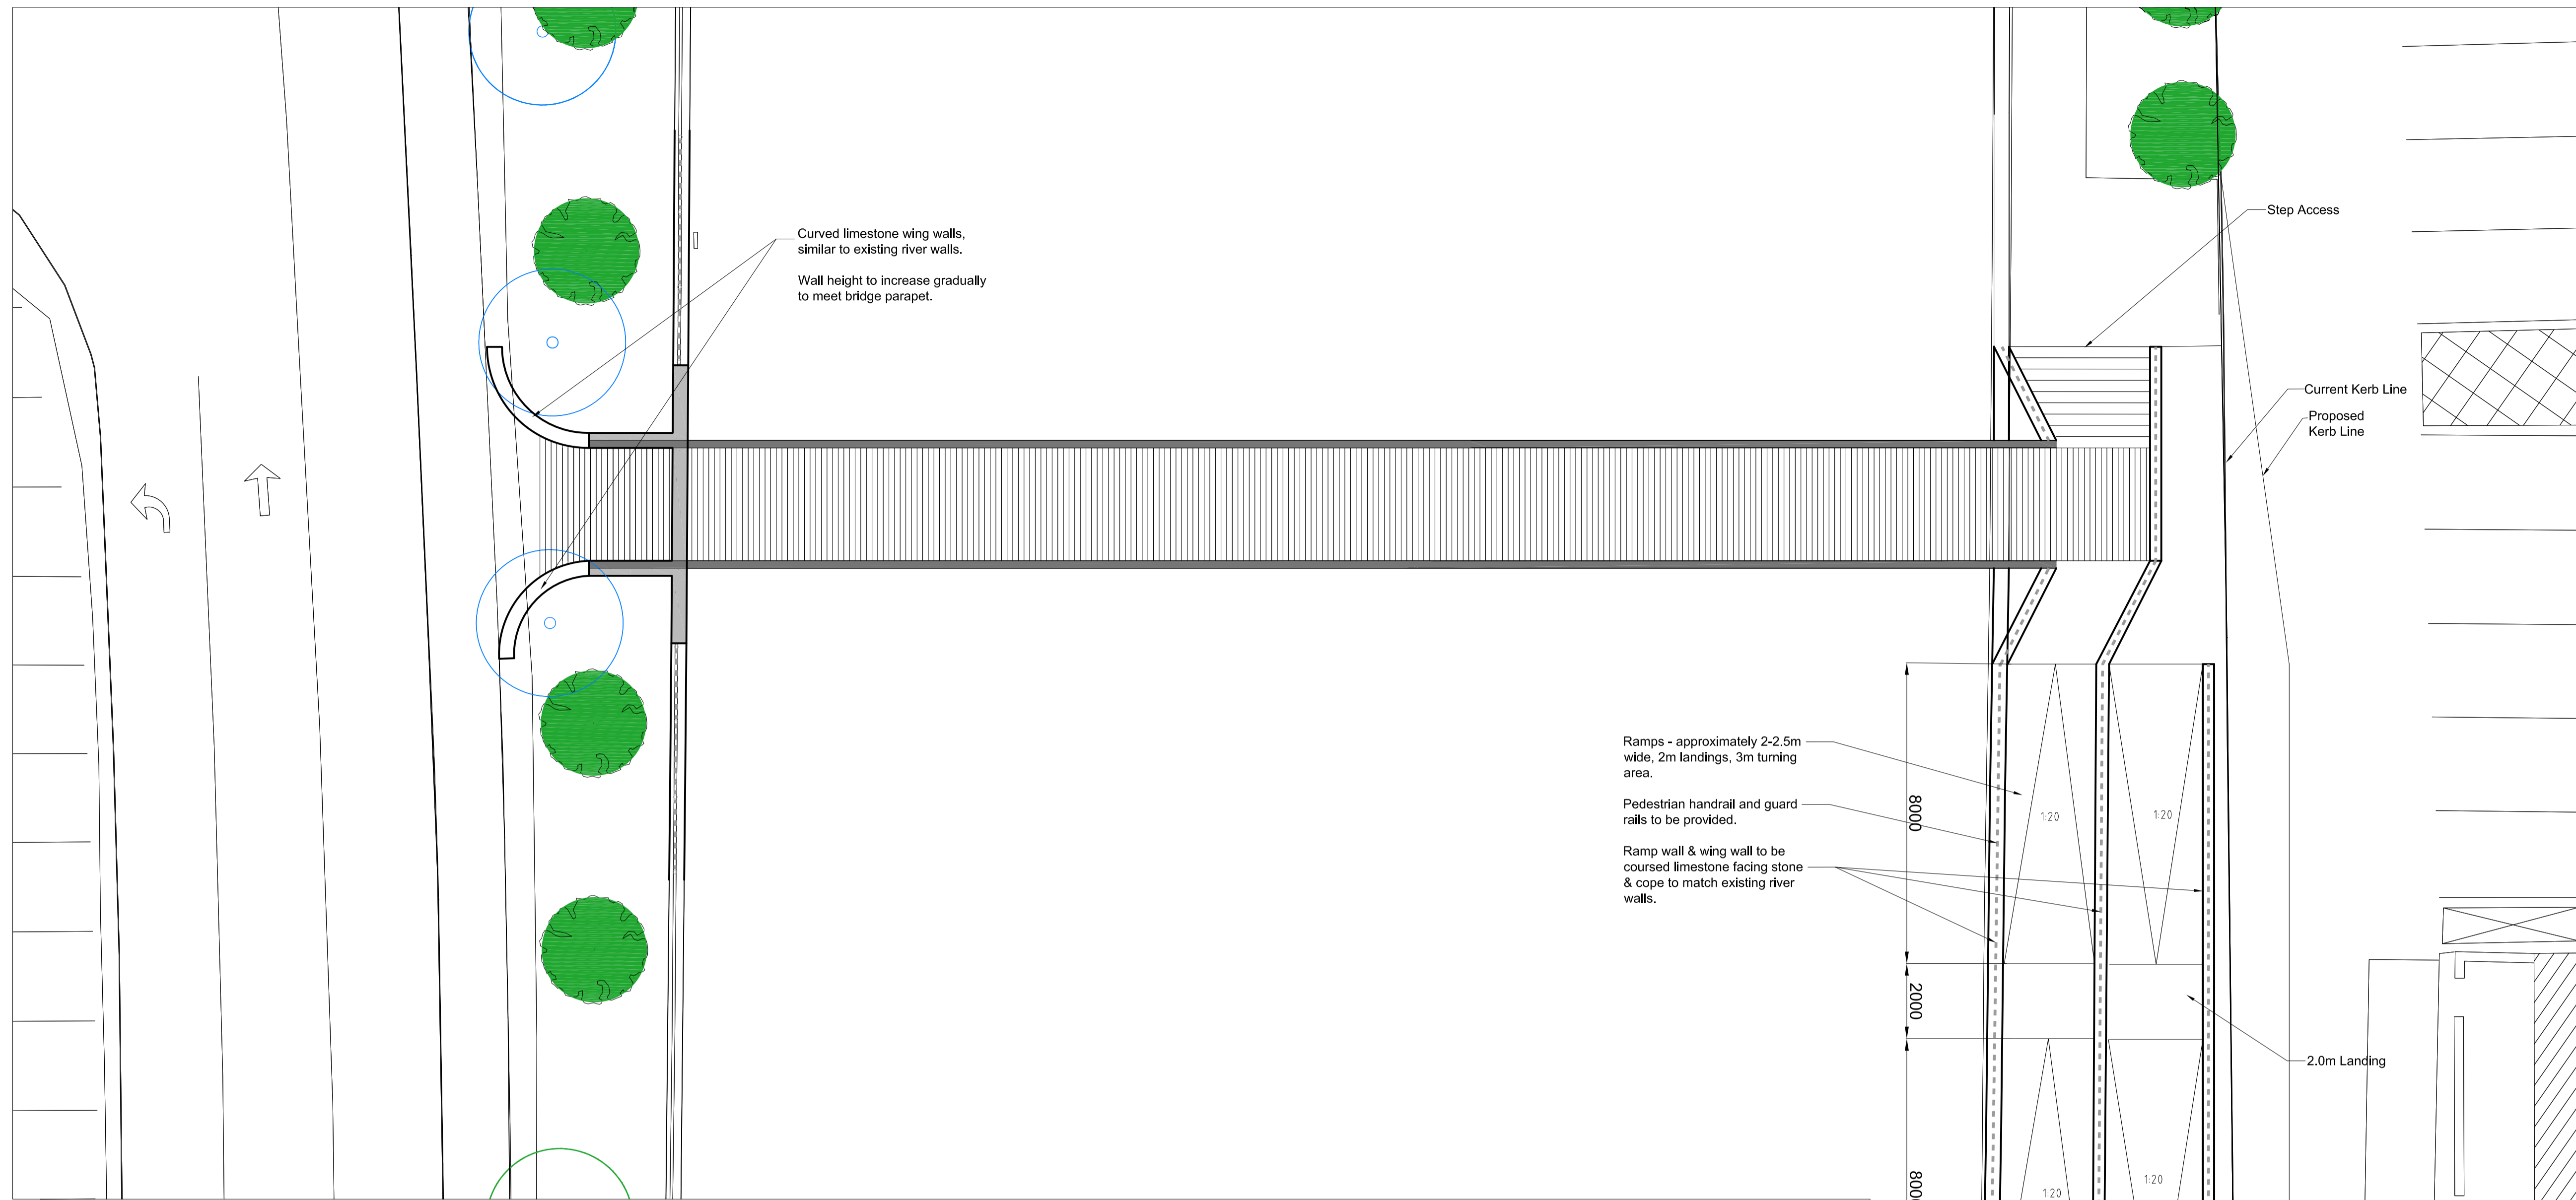 Curved limestone wing walls,
similar to existing river walls.
Wall height to increase gradually
to meet bridge parapet.
Step Access
Current Kerb Line
Proposed
Kerb Line
Ramps - approximately 2-2.5m
wide, 2m landings, 3m turning
area.
Pedestrian handrail and guard
rails to be provided.
Ramp wall & wing wall to be
coursed limestone facing stone
& cope to match existing river
walls.
8000
1:20
1:20
2000
2.0m Landing
1:20
1:20